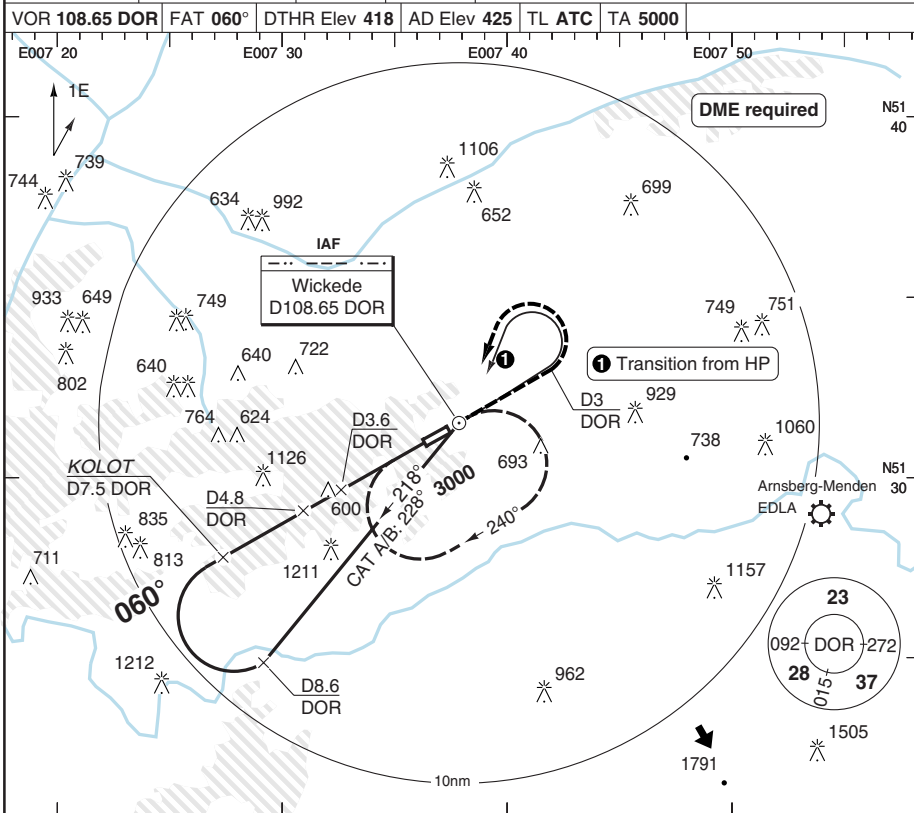 VOR 108.65 DOR FAT 060° DTHR Elev 418 AD Elev 425 TL ATC TA 5000
E007 20 E007 30 E007 40 E007 50
1E
DME required
N51
40
739
744
1106
652
634 992
699
IAF
Wickede
D108.65 DOR
933 649
749
749 751
802
640 722
640
1 1 Transition from HP
D3
DOR
929
764 624
D3.6
DOR
1060
738
693
1126
KOLOT
D7.5 DOR
N51
30
D4.8
DOR
600
218°
3000
CAT A/B: 228°
240°
Arnsberg-Menden
EDLA
835
813
1211
711
060°
1157
23
092 DOR 272
28 37
015
1212
D8.6
DOR
962
1505
1791
10nm